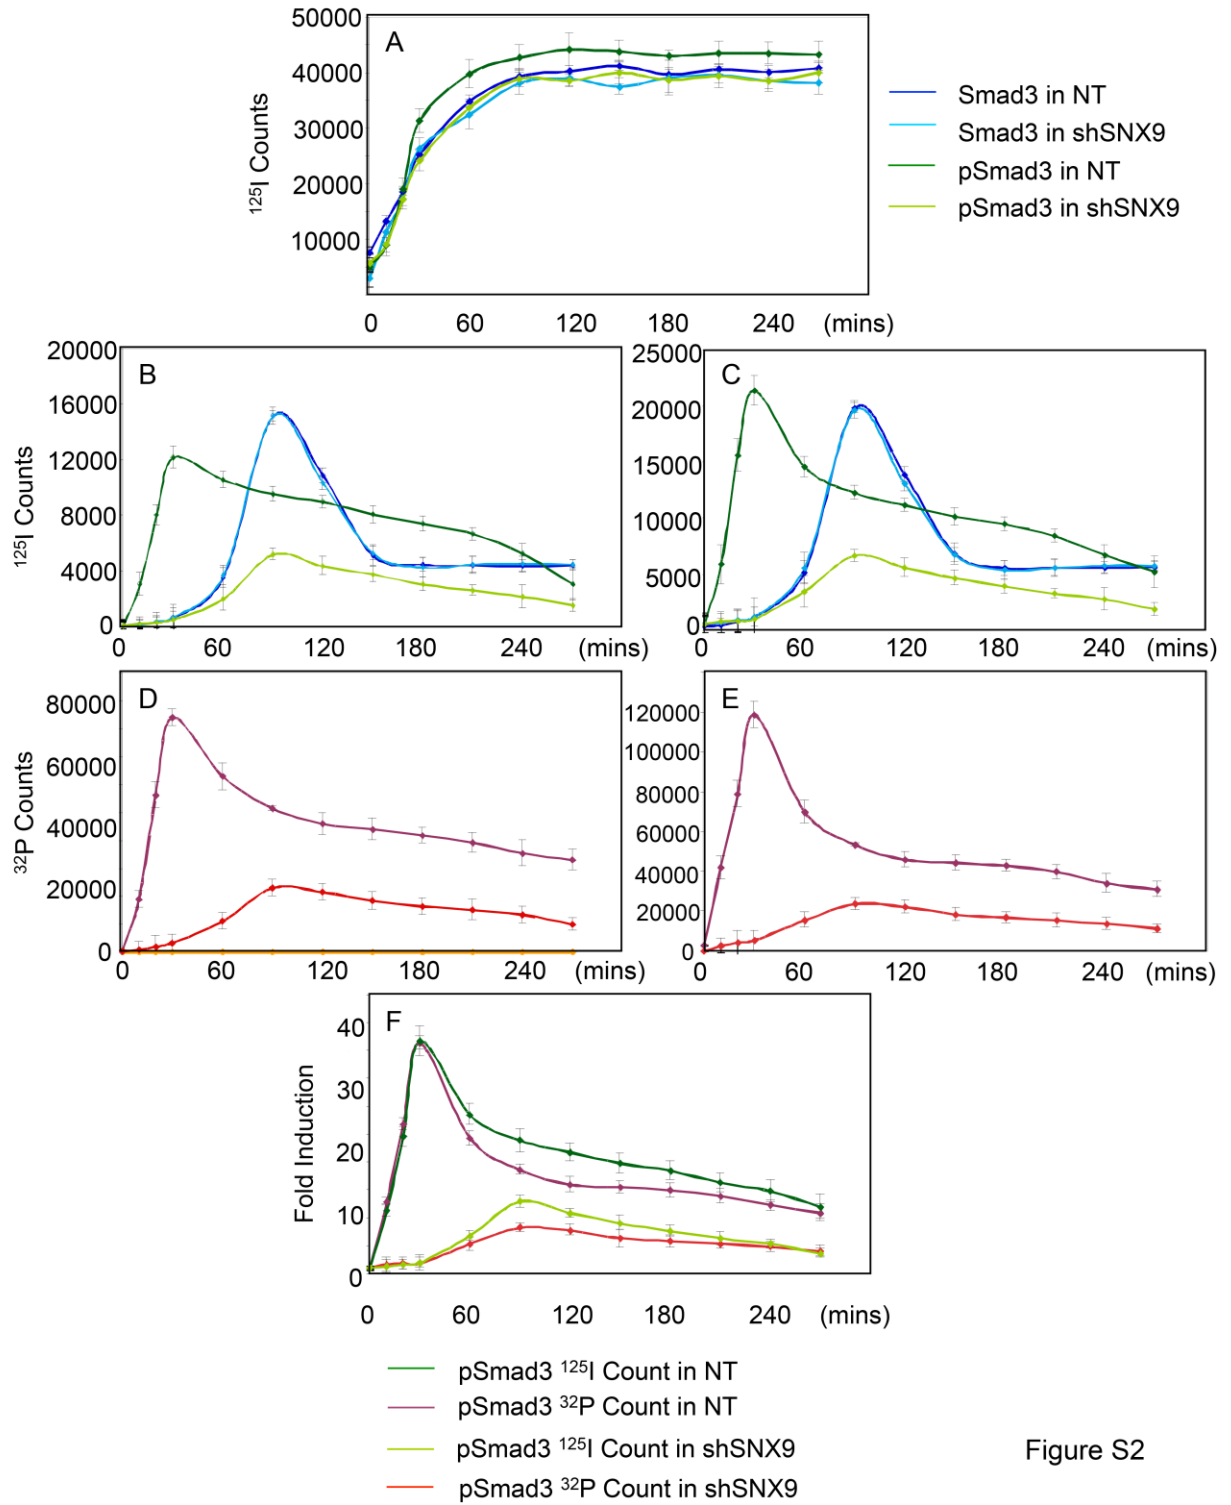 50000
A
40000
30000
20000
10000
¹²⁵I Counts
0 60 120 180 240 (mins)
Smad3 in NT
Smad3 in shSNX9
pSmad3 in NT
pSmad3 in shSNX9
20000
B
16000
12000
8000
4000
0
¹²⁵I Counts
0 60 120 180 240 (mins)
25000
C
20000
15000
10000
5000
0
0 60 120 180 240 (mins)
D
80000
60000
40000
20000
0
³²P Counts
0 60 120 180 240 (mins)
E
120000
100000
80000
60000
40000
20000
0
0 60 120 180 240 (mins)
F
40
30
20
10
0
Fold Induction
0 60 120 180 240 (mins)
pSmad3 ¹²⁵I Count in NT
pSmad3 ³²P Count in NT
pSmad3 ¹²⁵I Count in shSNX9
pSmad3 ³²P Count in shSNX9
Figure S2